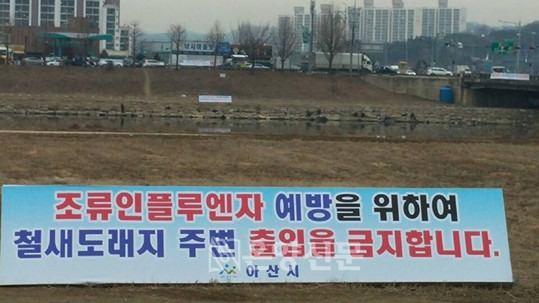 조류인플루엔자 예방을 위하여
철새도래지 주변 출입을 금지합니다.
아산시